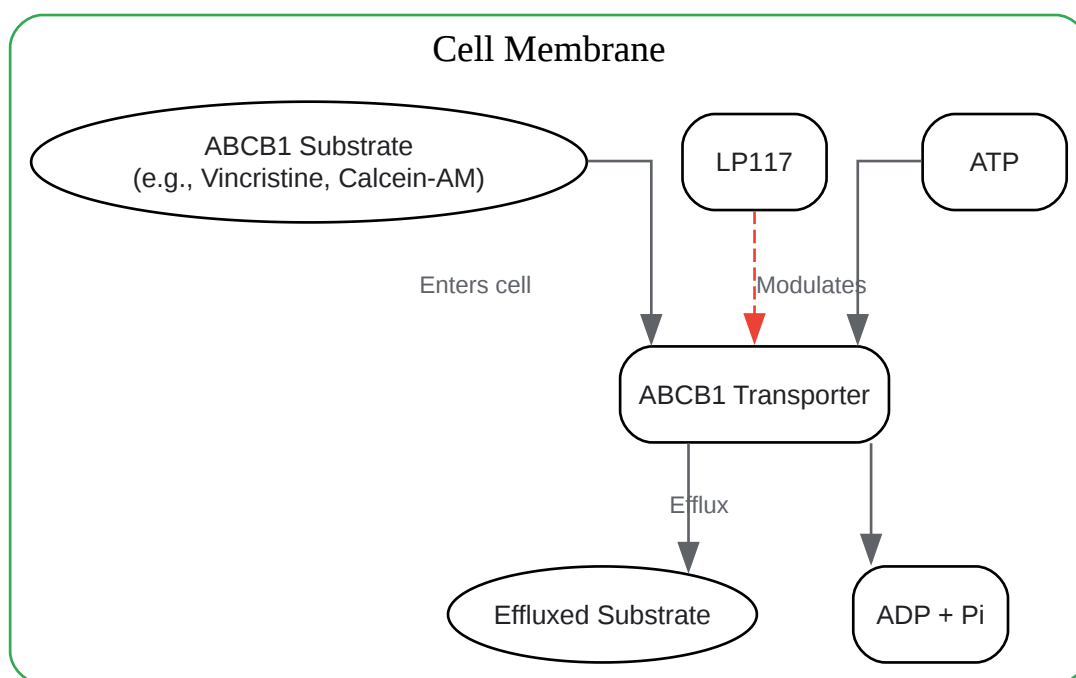 Cell Membrane
ABCB1 Substrate
(e.g., Vincristine, Calcein-AM)
LP117
ATP
Enters cell
Modulates
ABCB1 Transporter
Efflux
Effluxed Substrate
ADP + Pi